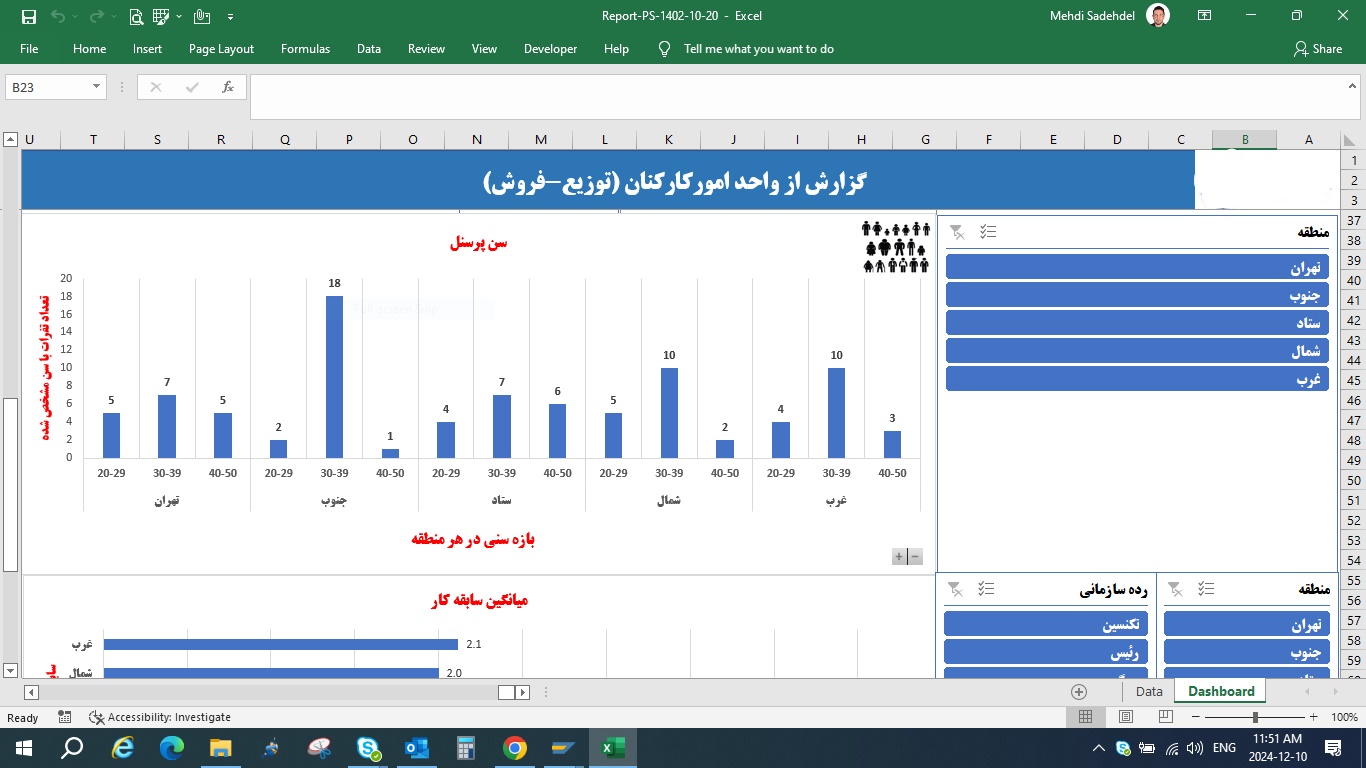 Report-PS-1402-10-20 - Excel
Mehdi Sadehdel
File Home Insert Page Layout Formulas Data Review View Developer Help Tell me what you want to do Share
B23 fx
U T S R Q P O N M L K J I H G F E D C B A
گزارش از واحد امورکارکنان (توزیع-فروش)
1
2
3
37
38
39
40
41
42
43
44
45
46
47
48
49
50
51
52
53
54
55
56
57
58
59
سن پرسنل
تعداد نفرات با سن مشخص شده
20
18
16
14
12
10
8
6
4
2
0
5 7 5 2 18 1 4 7 6 5 10 2 4 10 3
20-29 30-39 40-50 20-29 30-39 40-50 20-29 30-39 40-50 20-29 30-39 40-50 20-29 30-39 40-50
تهران جنوب ستاد شمال غرب
بازه سنی در هر منطقه
+ -
منطقه
تهران
جنوب
ستاد
شمال
غرب
میانگین سابقه کار
غرب 2.1
شمال 2.0
رده سازمانی
تکنسین
رئیس
منطقه
تهران
جنوب
Data Dashboard
Ready Accessibility: Investigate 100%
ENG
11:51 AM
2024-12-10